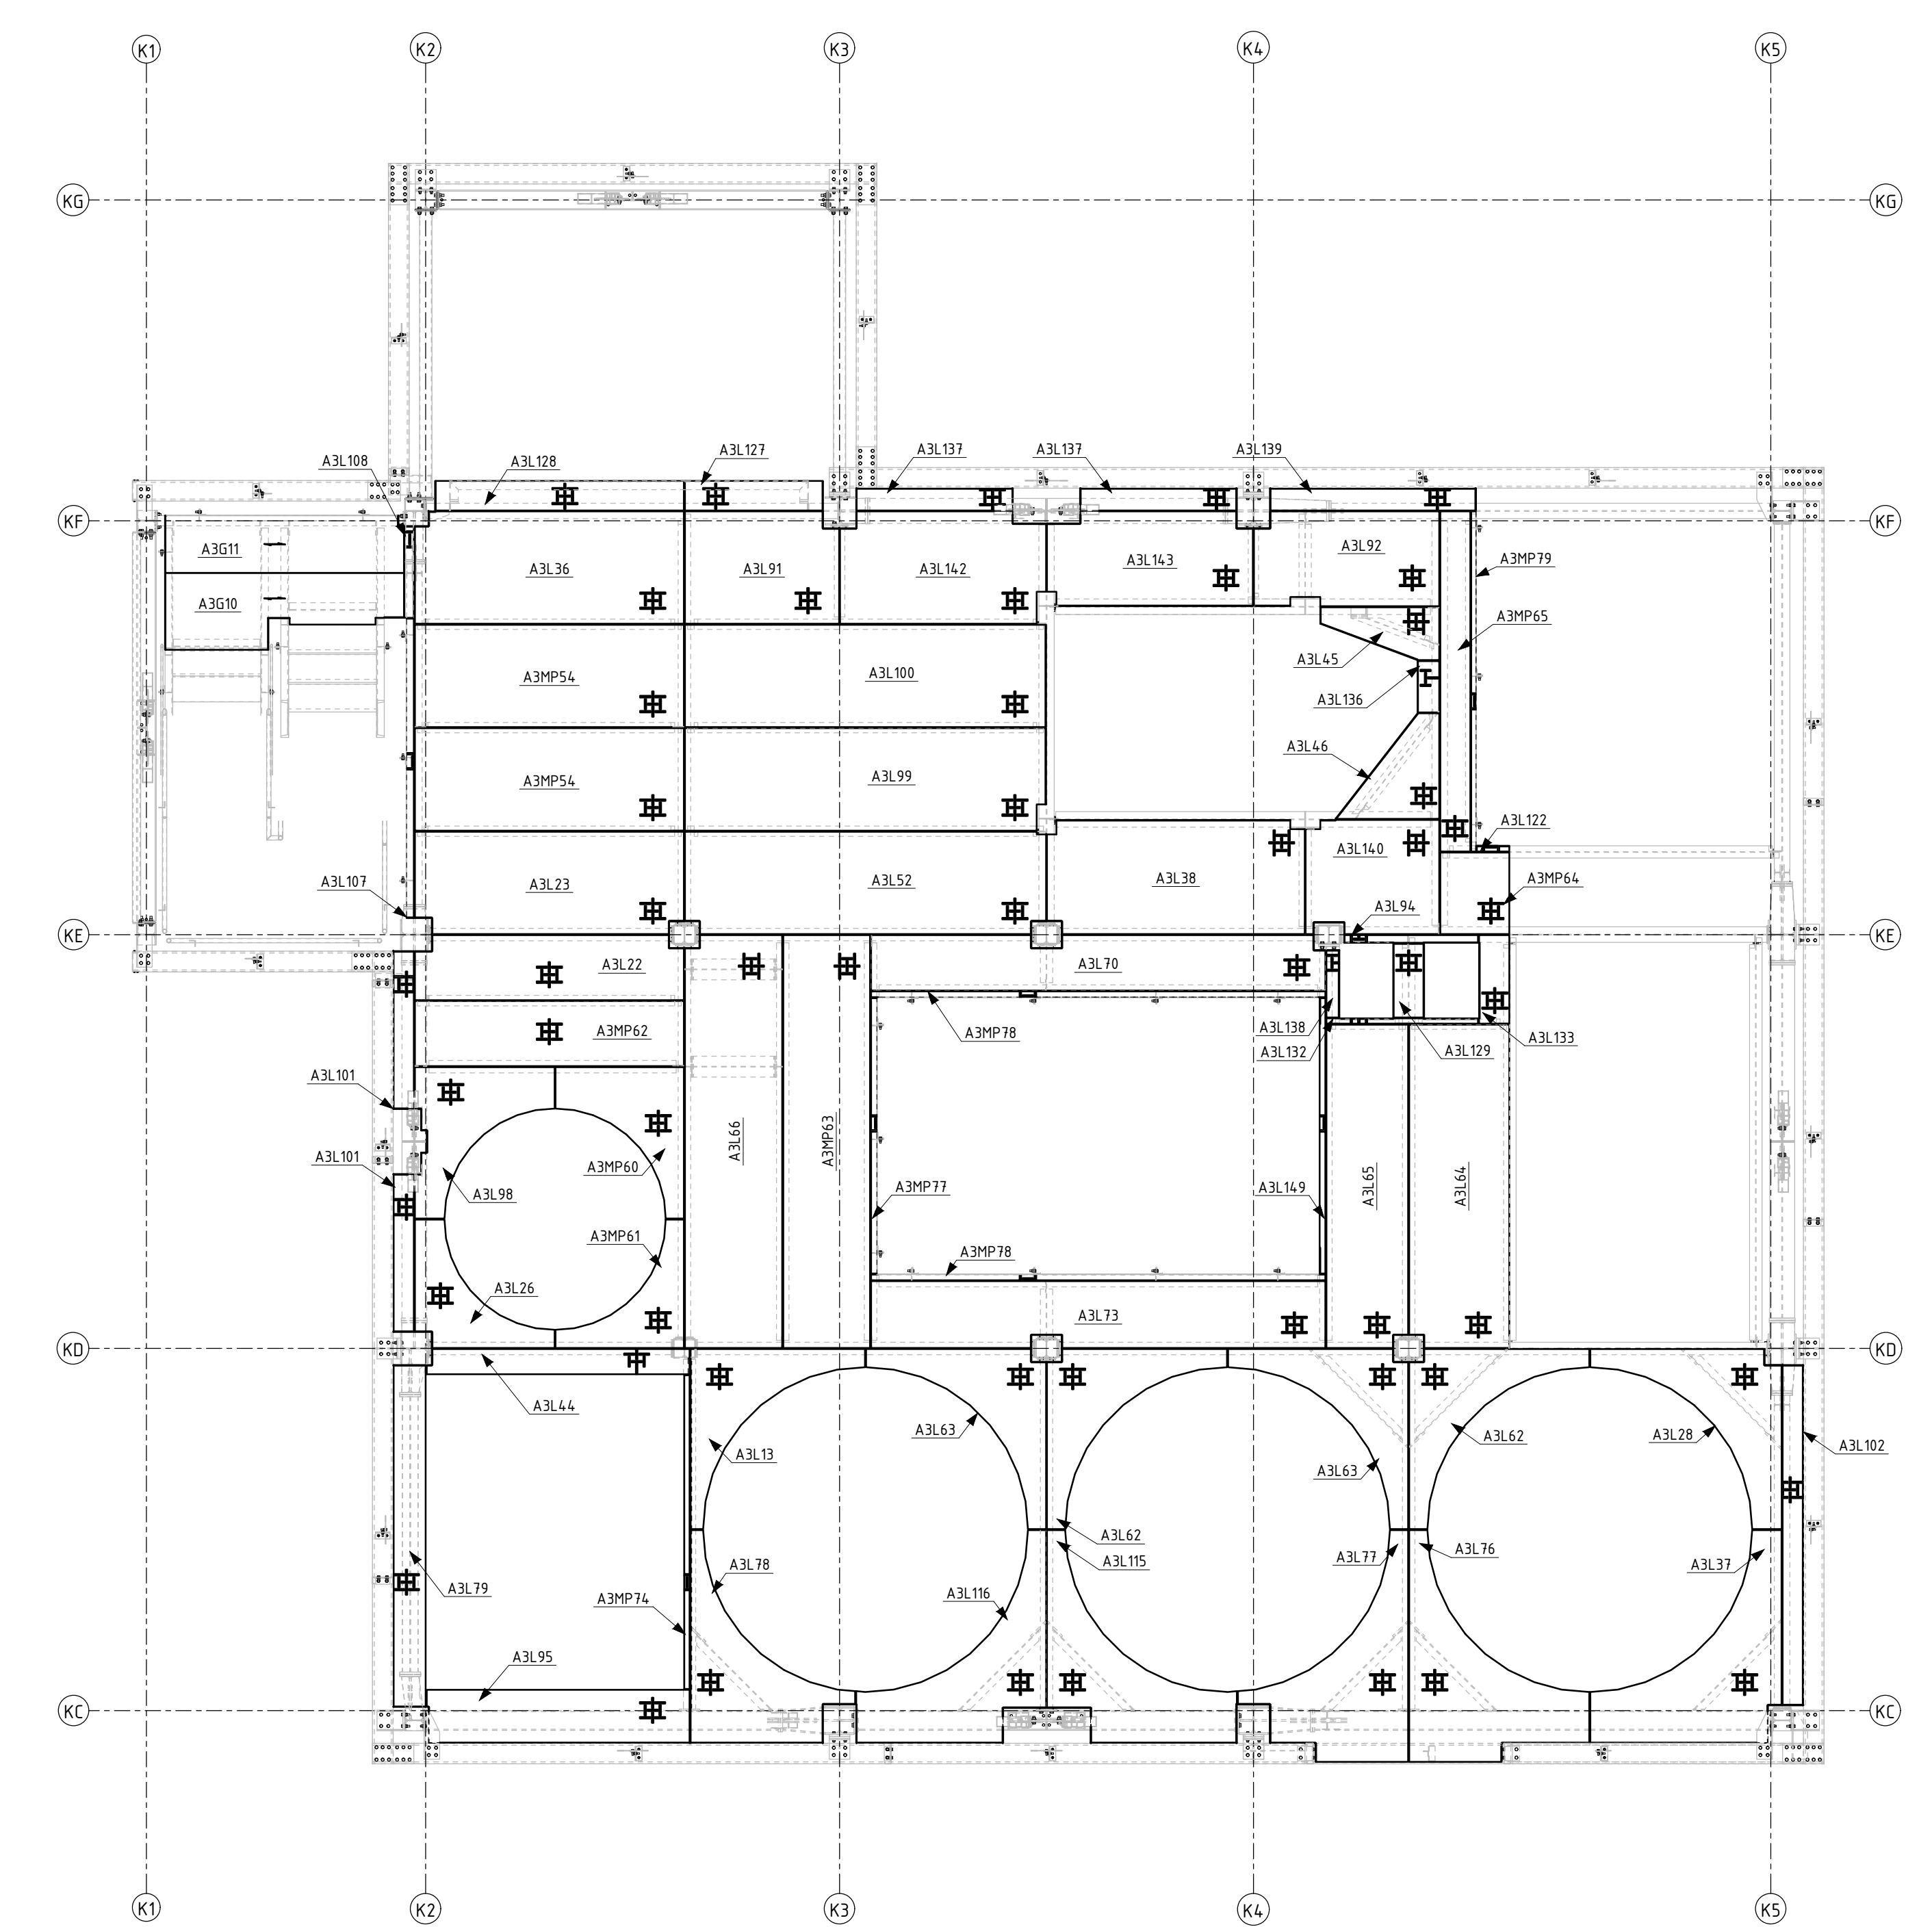 K1 K2 K3 K4 K5
KG KG
A3L108 A3L128 A3L127 A3L137 A3L137 A3L139
KF KF
A3G11 A3L36 A3L91 A3L142 A3L143 A3L92 A3MP79
A3G10 A3MP65
A3L45
A3MP54 A3L100 A3L136
A3L46
A3MP54 A3L99
A3L122
A3L140
A3L107 A3L23 A3L52 A3L38 A3MP64
A3L94
KE KE
A3L22 A3L70
A3MP62 A3MP78 A3L138 A3L133
A3L132 A3L129
A3L101
A3L66 A3MP63
A3L101 A3MP60
A3L98 A3MP77 A3L149 A3L65 A3L64
A3MP61
A3MP78
A3L26
A3L73
KD KD
A3L44
A3L63 A3L62 A3L28
A3L13 A3L102
A3L63
A3L62
A3L115 A3L77 A3L76
A3L78 A3L37
A3L79 A3MP74 A3L116
A3L95
KC KC
K1 K2 K3 K4 K5